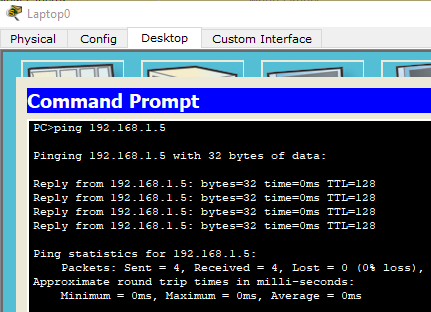 Laptop0
Physical Config Desktop Custom Interface
Command Prompt
PC>ping 192.168.1.5
Pinging 192.168.1.5 with 32 bytes of data:
Reply from 192.168.1.5: bytes=32 time=0ms TTL=128
Reply from 192.168.1.5: bytes=32 time=0ms TTL=128
Reply from 192.168.1.5: bytes=32 time=0ms TTL=128
Reply from 192.168.1.5: bytes=32 time=0ms TTL=128
Ping statistics for 192.168.1.5:
Packets: Sent = 4, Received = 4, Lost = 0 (0% loss),
Approximate round trip times in milli-seconds:
Minimum = 0ms, Maximum = 0ms, Average = 0ms